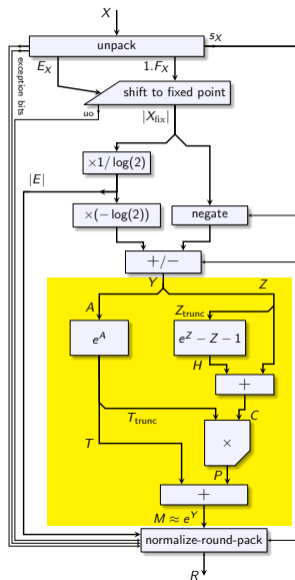 X
unpack
s_X
E_X
1.F_X
exception bits
shift to fixed point
uo
|X_fix|
×1/log(2)
|E|
×(−log(2))
negate
+/−
Y
Z
A
Z_trunc
e^A
e^Z − Z − 1
H
+
T_trunc
C
T
×
P
+
M ≈ e^Y
normalize-round-pack
R